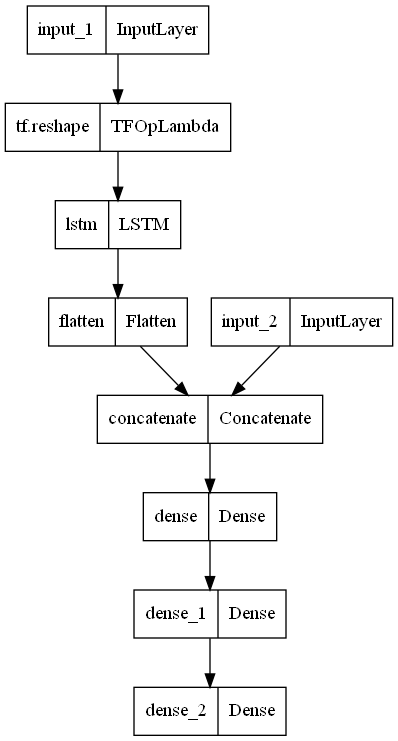 input_1 InputLayer
tf.reshape TFOpLambda
lstm LSTM
flatten Flatten
input_2 InputLayer
concatenate Concatenate
dense Dense
dense_1 Dense
dense_2 Dense